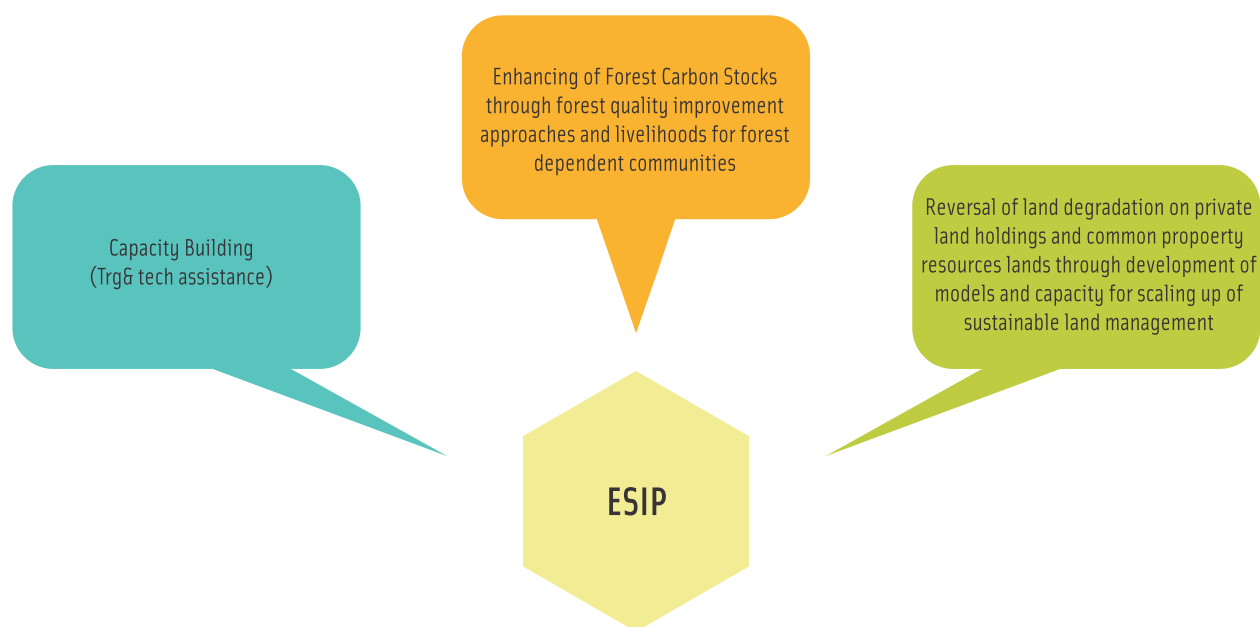 Enhancing of Forest Carbon Stocks
through forest quality improvement
approaches and livelihoods for forest
dependent communities
Capacity Building
(Trg& tech assistance)
Reversal of land degradation on private
land holdings and common propoerty
resources lands through development of
models and capacity for scaling up of
sustainable land management
ESIP